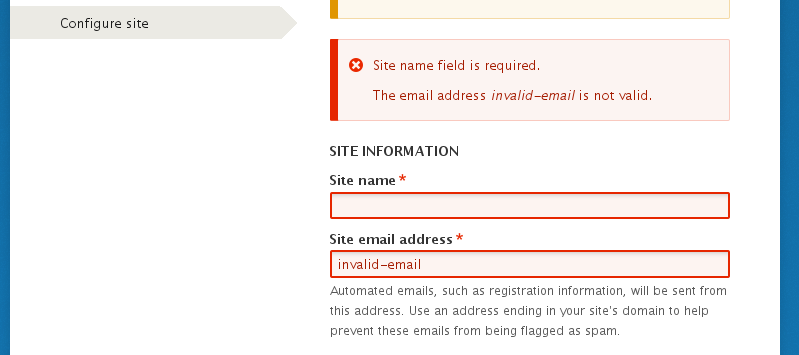 Configure site
Site name field is required.
The email address invalid-email is not valid.
SITE INFORMATION
Site name *
Site email address *
invalid-email
Automated emails, such as registration information, will be sent from
this address. Use an address ending in your site's domain to help
prevent these emails from being flagged as spam.